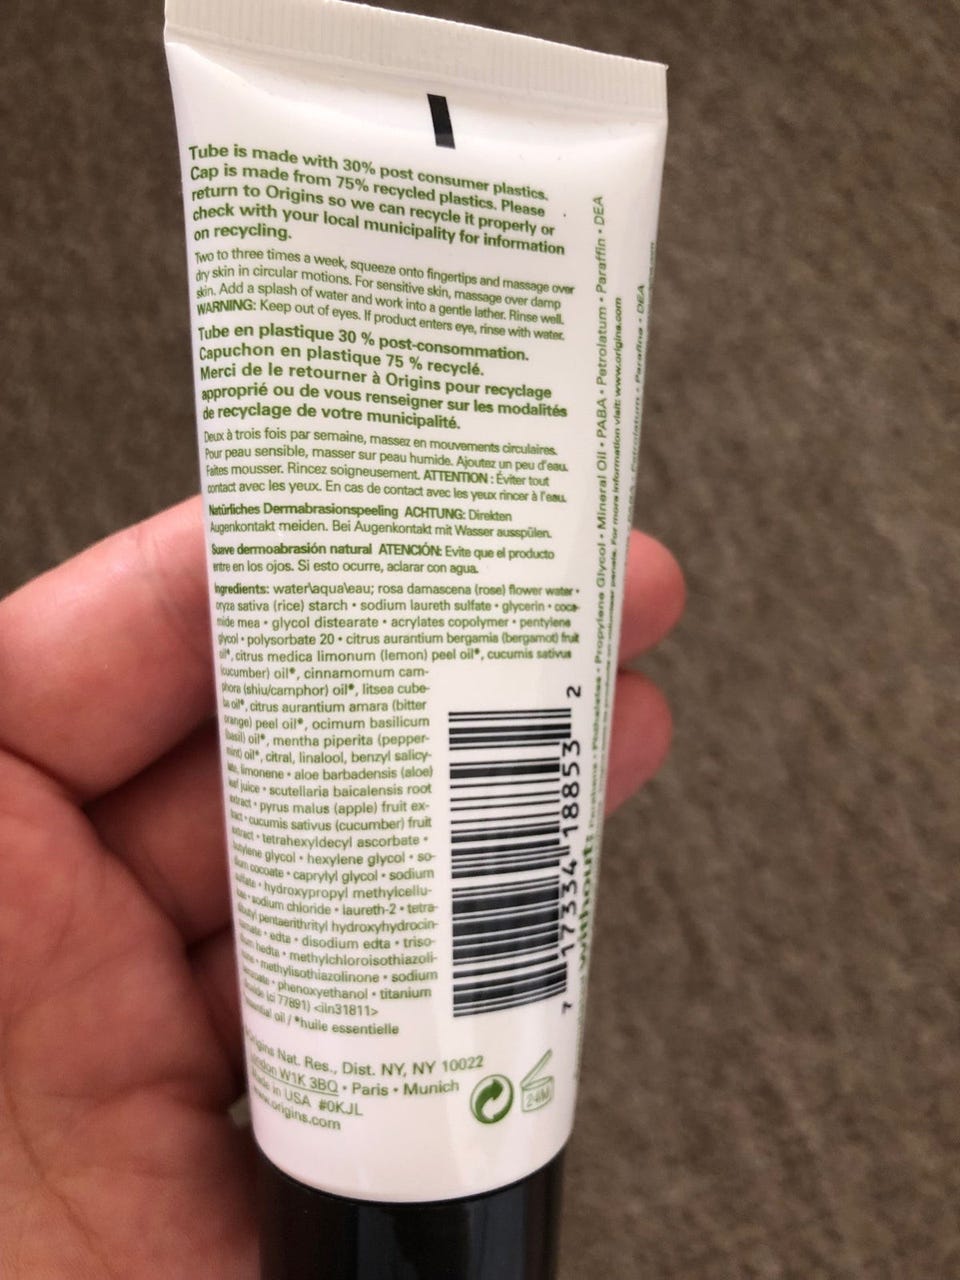 Tube is made with 30% post consumer plastics.
Cap is made from 75% recycled plastics. Please
return to Origins so we can recycle it properly or
check with your local municipality for information
on recycling.
Two to three times a week, squeeze onto fingertips and massage over
dry skin in circular motions. For sensitive skin, massage over damp
skin. Add a splash of water and work into a gentle lather. Rinse well.
WARNING: Keep out of eyes. If product enters eye, rinse with water.
Tube en plastique 30 % post-consommation.
Capuchon en plastique 75 % recyclé.
Merci de le retourner à Origins pour recyclage
approprié ou de vous renseigner sur les modalités
de recyclage de votre municipalité.
Deux à trois fois par semaine, massez en mouvements circulaires.
Pour peau sensible, masser sur peau humide. Ajoutez un peu d'eau.
Faites mousser. Rincez soigneusement. ATTENTION : Éviter tout
contact avec les yeux. En cas de contact avec les yeux rincer à l'eau.
Natürliches Dermabrasionspeeling ACHTUNG: Direkten
Augenkontakt meiden. Bei Augenkontakt mit Wasser ausspülen.
Suave dermoabrasión natural ATENCIÓN: Evite que el producto
entre en los ojos. Si esto ocurre, aclarar con agua.
Ingredients: water\aqua\eau; rosa damascena (rose) flower water •
oryza sativa (rice) starch • sodium laureth sulfate • glycerin • coca-
mide mea • glycol distearate • acrylates copolymer • pentylene
glycol • polysorbate 20 • citrus aurantium bergamia (bergamot) fruit
oil*, citrus medica limonum (lemon) peel oil*, cucumis sativus
(cucumber) oil*, cinnamomum cam-
phora (shiu/camphor) oil*, litsea cube-
ba oil*, citrus aurantium amara (bitter
orange) peel oil*, ocimum basilicum
(basil) oil*, mentha piperita (pepper-
mint) oil*, citral, linalool, benzyl salicy-
late, limonene • aloe barbadensis (aloe)
leaf juice • scutellaria baicalensis root
extract • pyrus malus (apple) fruit ex-
tract • cucumis sativus (cucumber) fruit
extract • tetrahexyldecyl ascorbate •
butylene glycol • hexylene glycol • so-
dium cocoate • caprylyl glycol • sodium
sulfate • hydroxypropyl methylcellu-
lose • sodium chloride • laureth-2 • tetra-
dibutyl pentaerithrityl hydroxyhydrocin-
namate • edta • disodium edta • triso-
dium hedta • methylchloroisothiazoli-
none • methylisothiazolinone • sodium
benzoate • phenoxyethanol • titanium
dioxide (ci 77891) <iln31811>
*essential oil / *huile essentielle
Origins Nat. Res., Dist. NY, NY 10022
London W1K 3BQ • Paris • Munich
Made in USA #0KJL
www.origins.com
24M
7 17334 18853 2
without: Parabens • Phthalates • Propylene Glycol • Mineral Oil • PABA • Petrolatum • Paraffin • DEA
For more information visit: www.origins.com
Petrolatum • Paraffine • DEA